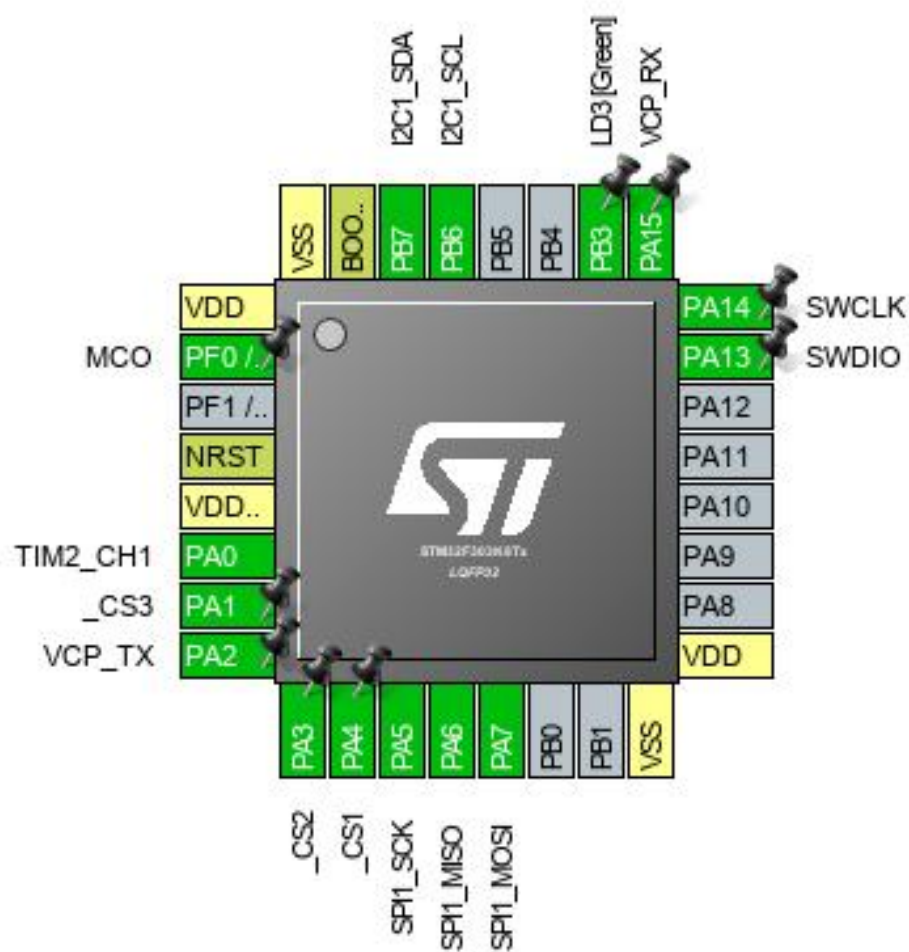 I2C1_SDA
I2C1_SCL
LD3 [Green]
VCP_RX
VSS
BOO..
PB7
PB6
PB5
PB4
PB3
PA15
VDD
MCO PF0 /..
PF1 /..
NRST
VDD..
TIM2_CH1 PA0
_CS3 PA1
VCP_TX PA2
PA14 SWCLK
PA13 SWDIO
PA12
PA11
PA10
PA9
PA8
VDD
LQFP32
PA3
PA4
PA5
PA6
PA7
PB0
PB1
VSS
_CS2
_CS1
SPI1_SCK
SPI1_MISO
SPI1_MOSI